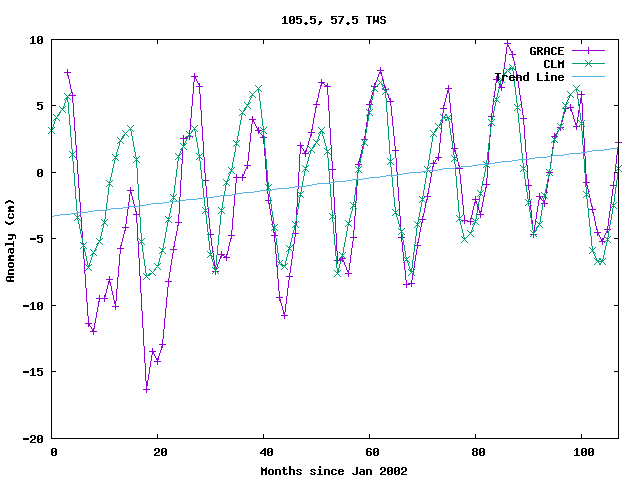 105.5, 57.5 TWS
GRACE
CLM
Trend Line
Anomaly (cm)
10
5
0
-5
-10
-15
-20
0 20 40 60 80 100
Months since Jan 2002